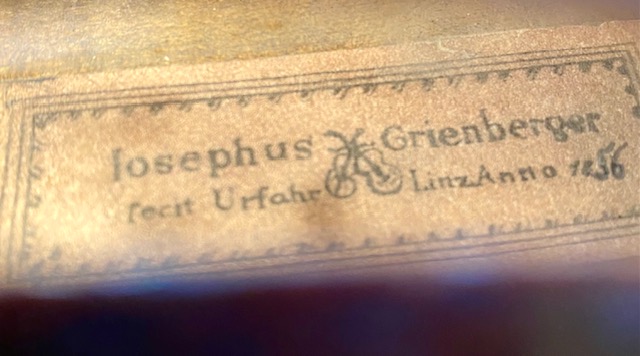 Iosephus Grienberger
fecit Urfahr Linz Anno 1856